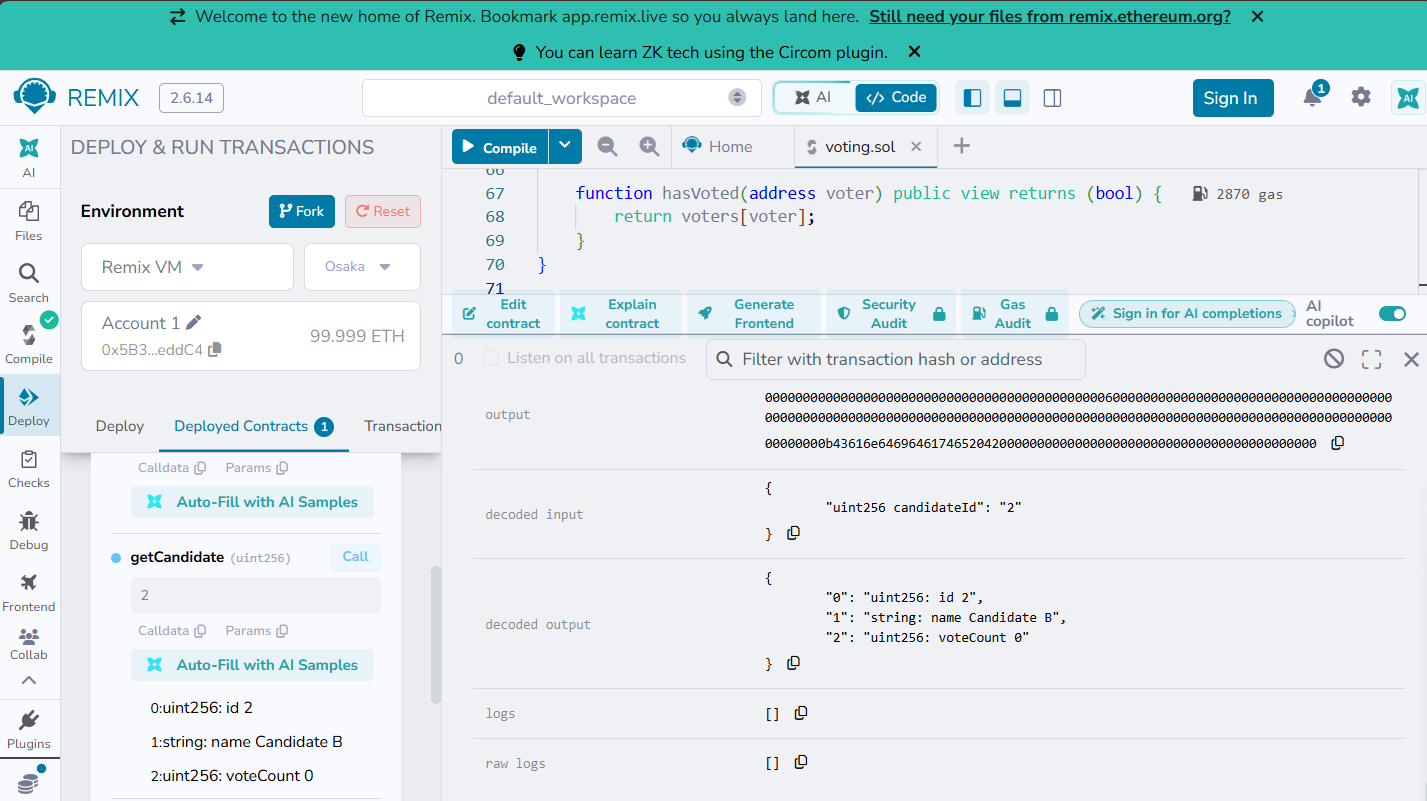 Welcome to the new home of Remix. Bookmark app.remix.live so you always land here. Still need your files from remix.ethereum.org?
You can learn ZK tech using the Circom plugin.
REMIX
2.6.14
default_workspace
AI
Code
Sign In
1
AI
AI
AI
Files
Search
Compile
Deploy
Checks
Debug
Frontend
Collab
Plugins
DEPLOY & RUN TRANSACTIONS
Environment
Fork
Reset
Remix VM
Osaka
Account 1
0x5B3...eddC4
99.999 ETH
Deploy
Deployed Contracts 1
Transaction
Calldata
Params
Auto-Fill with AI Samples
getCandidate (uint256)
Call
2
Calldata
Params
Auto-Fill with AI Samples
0:uint256: id 2
1:string: name Candidate B
2:uint256: voteCount 0
Compile
Home
voting.sol
66
67 function hasVoted(address voter) public view returns (bool) { 2870 gas
68 return voters[voter];
69 }
70 }
71
Edit contract
Explain contract
Generate Frontend
Security Audit
Gas Audit
Sign in for AI completions
AI copilot
0
Listen on all transactions
Filter with transaction hash or address
output
00000000b43616e646964617465204200000000000000000000000000000000000000000
decoded input
{
"uint256 candidateId": "2"
}
decoded output
{
"0": "uint256: id 2",
"1": "string: name Candidate B",
"2": "uint256: voteCount 0"
}
logs
[]
raw logs
[]